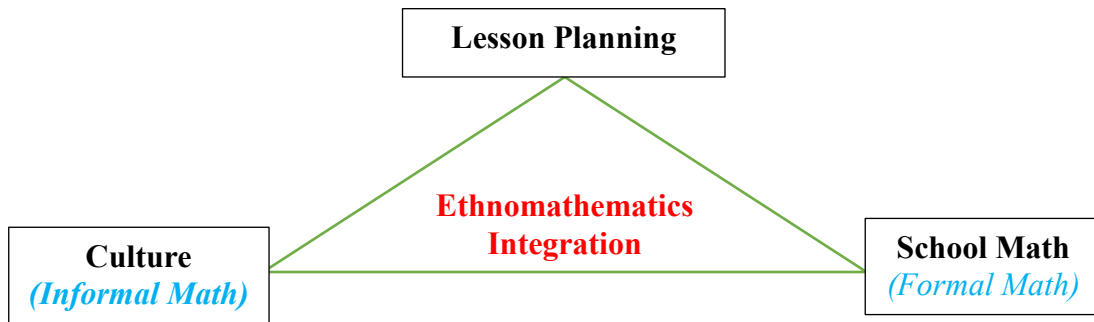 Lesson Planning
Ethnomathematics
Integration
Culture
(Informal Math)
School Math
(Formal Math)